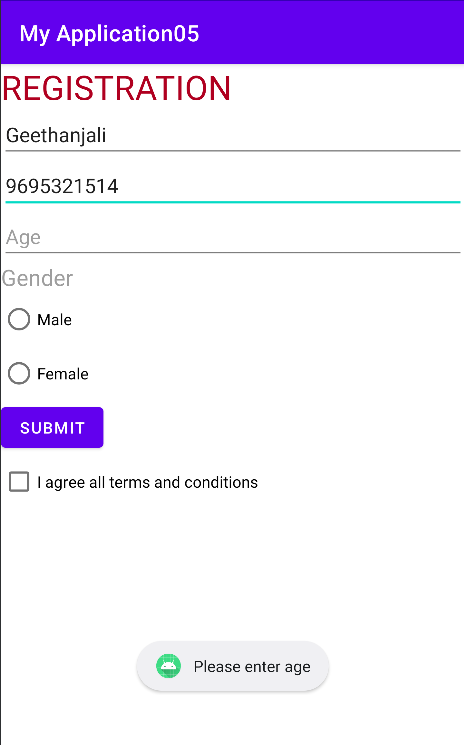 My Application05
REGISTRATION
Geethanjali
9695321514
Age
Gender
Male
Female
SUBMIT
I agree all terms and conditions
Please enter age